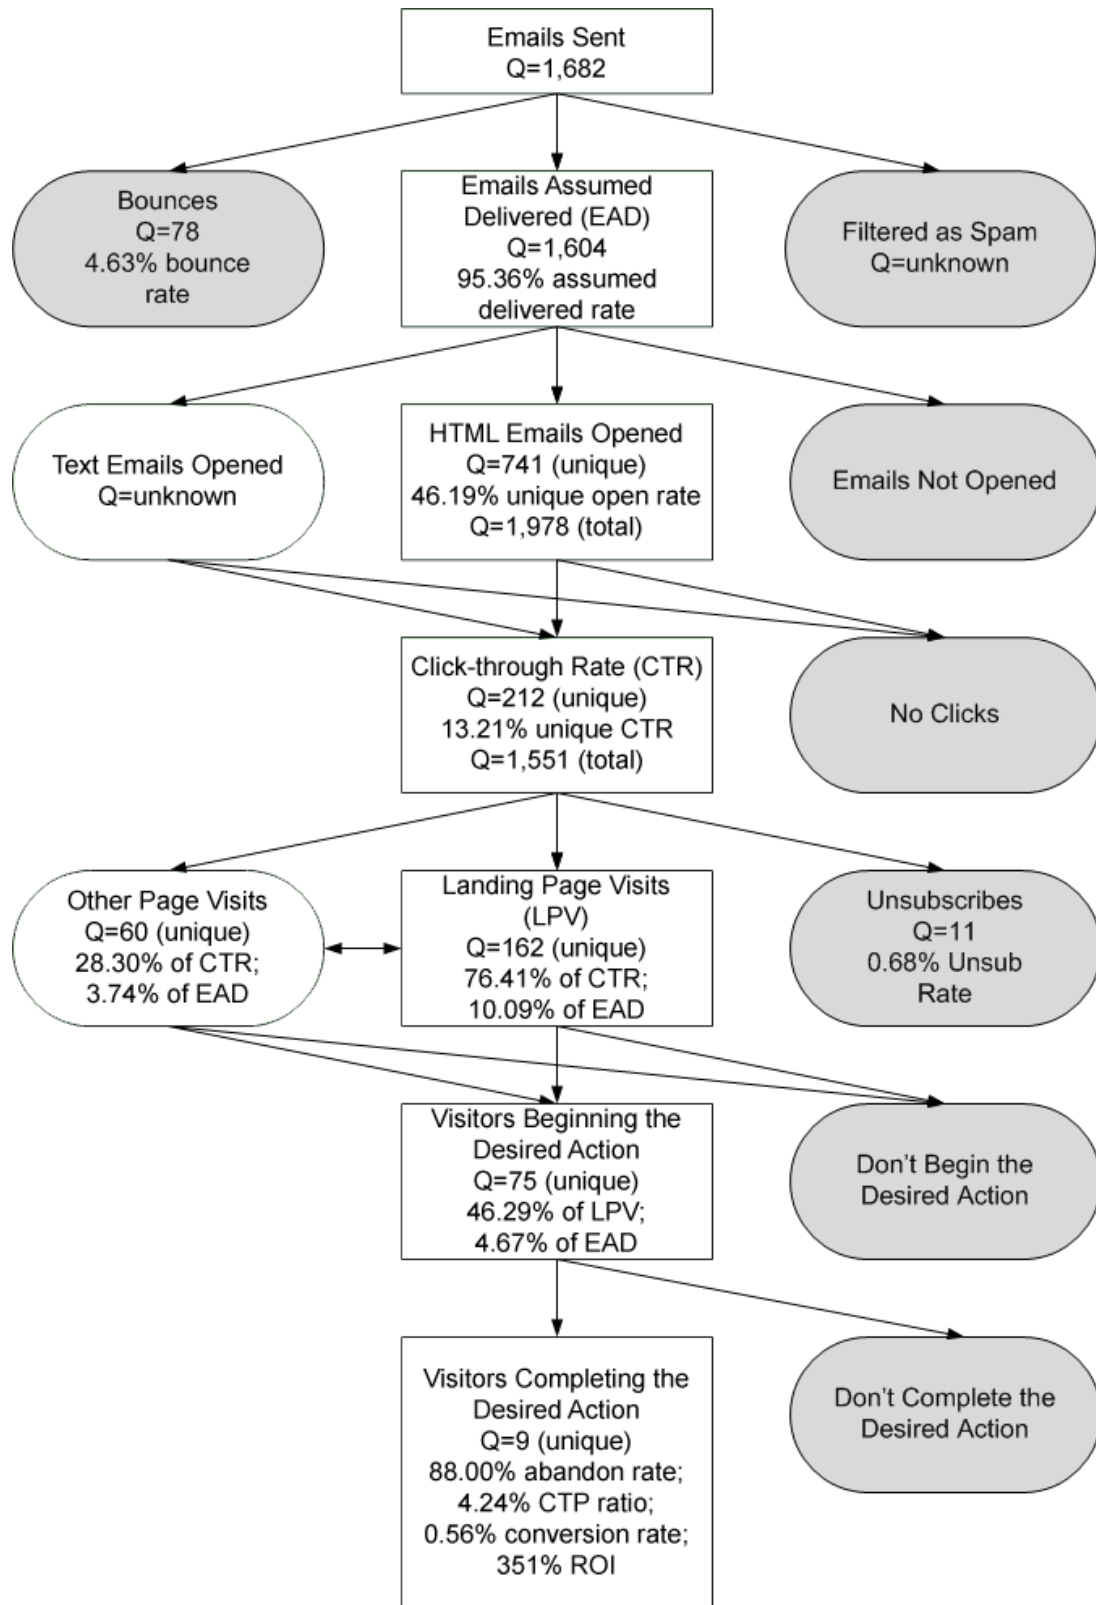 Emails Sent
Q=1,682
Bounces
Q=78
4.63% bounce
rate
Emails Assumed
Delivered (EAD)
Q=1,604
95.36% assumed
delivered rate
Filtered as Spam
Q=unknown
Text Emails Opened
Q=unknown
HTML Emails Opened
Q=741 (unique)
46.19% unique open rate
Q=1,978 (total)
Emails Not Opened
Click-through Rate (CTR)
Q=212 (unique)
13.21% unique CTR
Q=1,551 (total)
No Clicks
Other Page Visits
Q=60 (unique)
28.30% of CTR;
3.74% of EAD
Landing Page Visits
(LPV)
Q=162 (unique)
76.41% of CTR;
10.09% of EAD
Unsubscribes
Q=11
0.68% Unsub
Rate
Visitors Beginning the
Desired Action
Q=75 (unique)
46.29% of LPV;
4.67% of EAD
Don't Begin the
Desired Action
Visitors Completing the
Desired Action
Q=9 (unique)
88.00% abandon rate;
4.24% CTP ratio;
0.56% conversion rate;
351% ROI
Don't Complete the
Desired Action